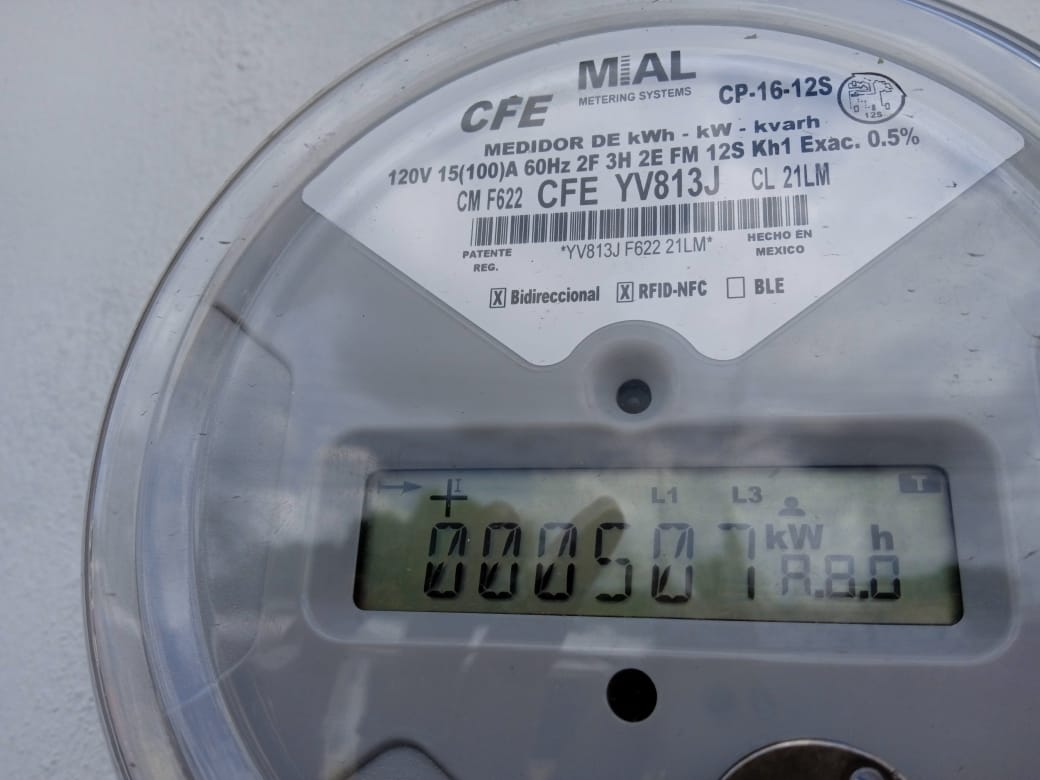 MIAL
METERING SYSTEMS
CFE
CP-16-12S
12S
MEDIDOR DE kWh - kW - kvarh
120V 15(100)A 60Hz 2F 3H 2E FM 12S Kh1 Exac. 0.5%
CM F622 CFE YV813J CL 21LM
PATENTE REG.
*YV813J F622 21LM*
HECHO EN MEXICO
X Bidireccional X RFID-NFC BLE
L1 L3 T
000507 kW h
A.8.0